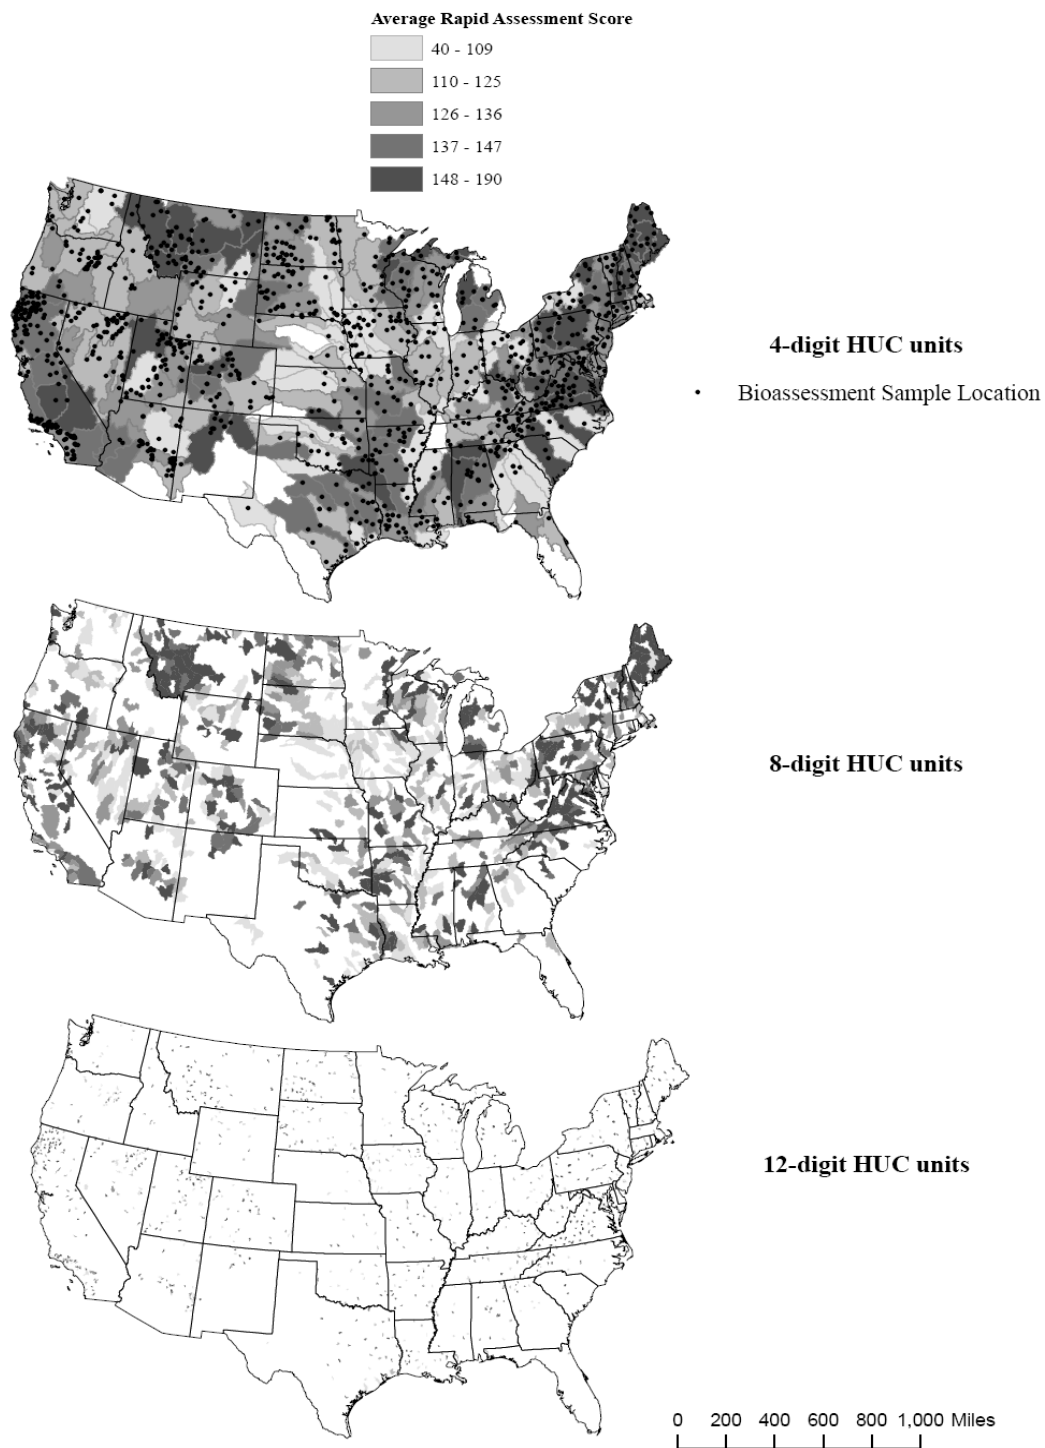 Average Rapid Assessment Score
40 - 109
110 - 125
126 - 136
137 - 147
148 - 190
4-digit HUC units
Bioassessment Sample Location
8-digit HUC units
12-digit HUC units
0 200 400 600 800 1,000 Miles